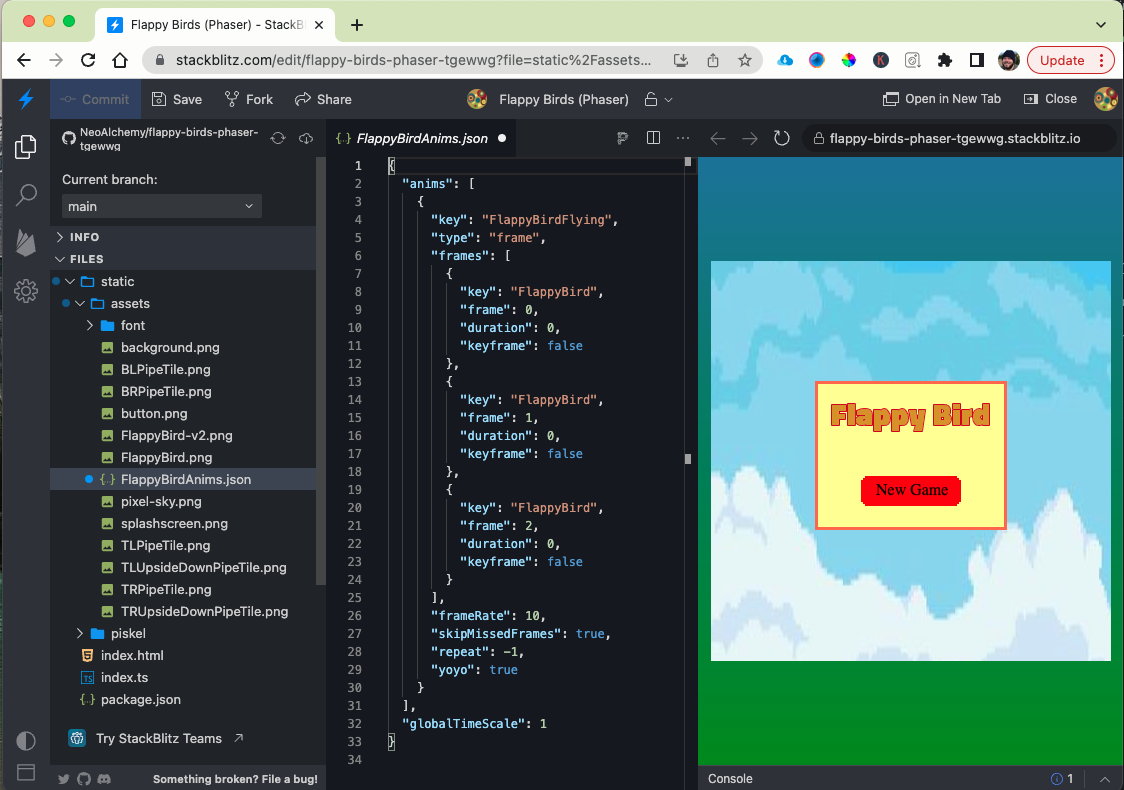 Flappy Birds (Phaser) - StackB
stackblitz.com/edit/flappy-birds-phaser-tgewwg?file=static%2Fassets...
K
Update
Commit
Save
Fork
Share
Flappy Birds (Phaser)
Open in New Tab
Close
NeoAlchemy/flappy-birds-phaser-
tgewwg
FlappyBirdAnims.json
flappy-birds-phaser-tgewwg.stackblitz.io
Current branch:
main
INFO
FILES
static
assets
font
background.png
BLPipeTile.png
BRPipeTile.png
button.png
FlappyBird-v2.png
FlappyBird.png
FlappyBirdAnims.json
pixel-sky.png
splashscreen.png
TLPipeTile.png
TLUpsideDownPipeTile.png
TRPipeTile.png
TRUpsideDownPipeTile.png
piskel
index.html
TS index.ts
package.json
Try StackBlitz Teams
Something broken? File a bug!
1 {
2 "anims": [
3 {
4 "key": "FlappyBirdFlying",
5 "type": "frame",
6 "frames": [
7 {
8 "key": "FlappyBird",
9 "frame": 0,
10 "duration": 0,
11 "keyframe": false
12 },
13 {
14 "key": "FlappyBird",
15 "frame": 1,
16 "duration": 0,
17 "keyframe": false
18 },
19 {
20 "key": "FlappyBird",
21 "frame": 2,
22 "duration": 0,
23 "keyframe": false
24 }
25 ],
26 "frameRate": 10,
27 "skipMissedFrames": true,
28 "repeat": -1,
29 "yoyo": true
30 }
31 ],
32 "globalTimeScale": 1
33 }
34
Flappy Bird
New Game
Console
1